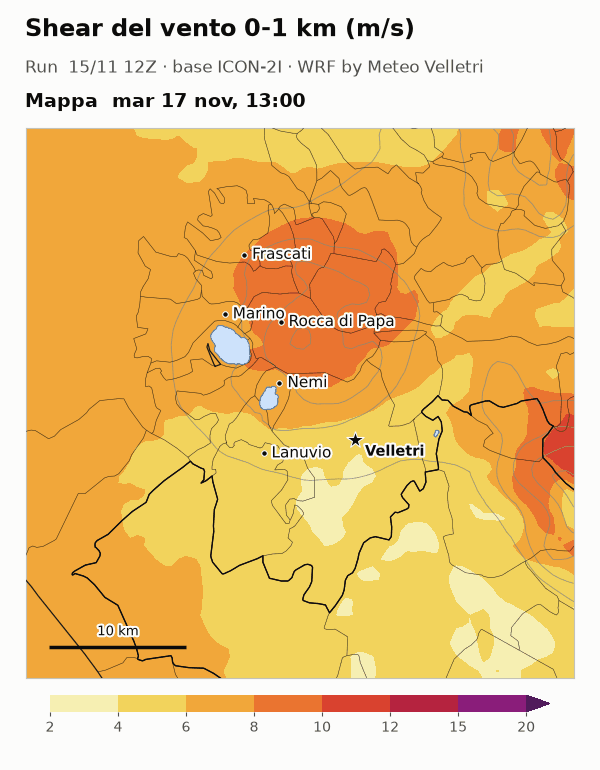 Shear del vento 0-1 km (m/s)
Run 15/11 12Z · base ICON-2I · WRF by Meteo Velletri
Mappa mar 17 nov, 13:00
Frascati
Marino
Rocca di Papa
Nemi
Velletri
Lanuvio
10 km
2 4 6 8 10 12 15 20